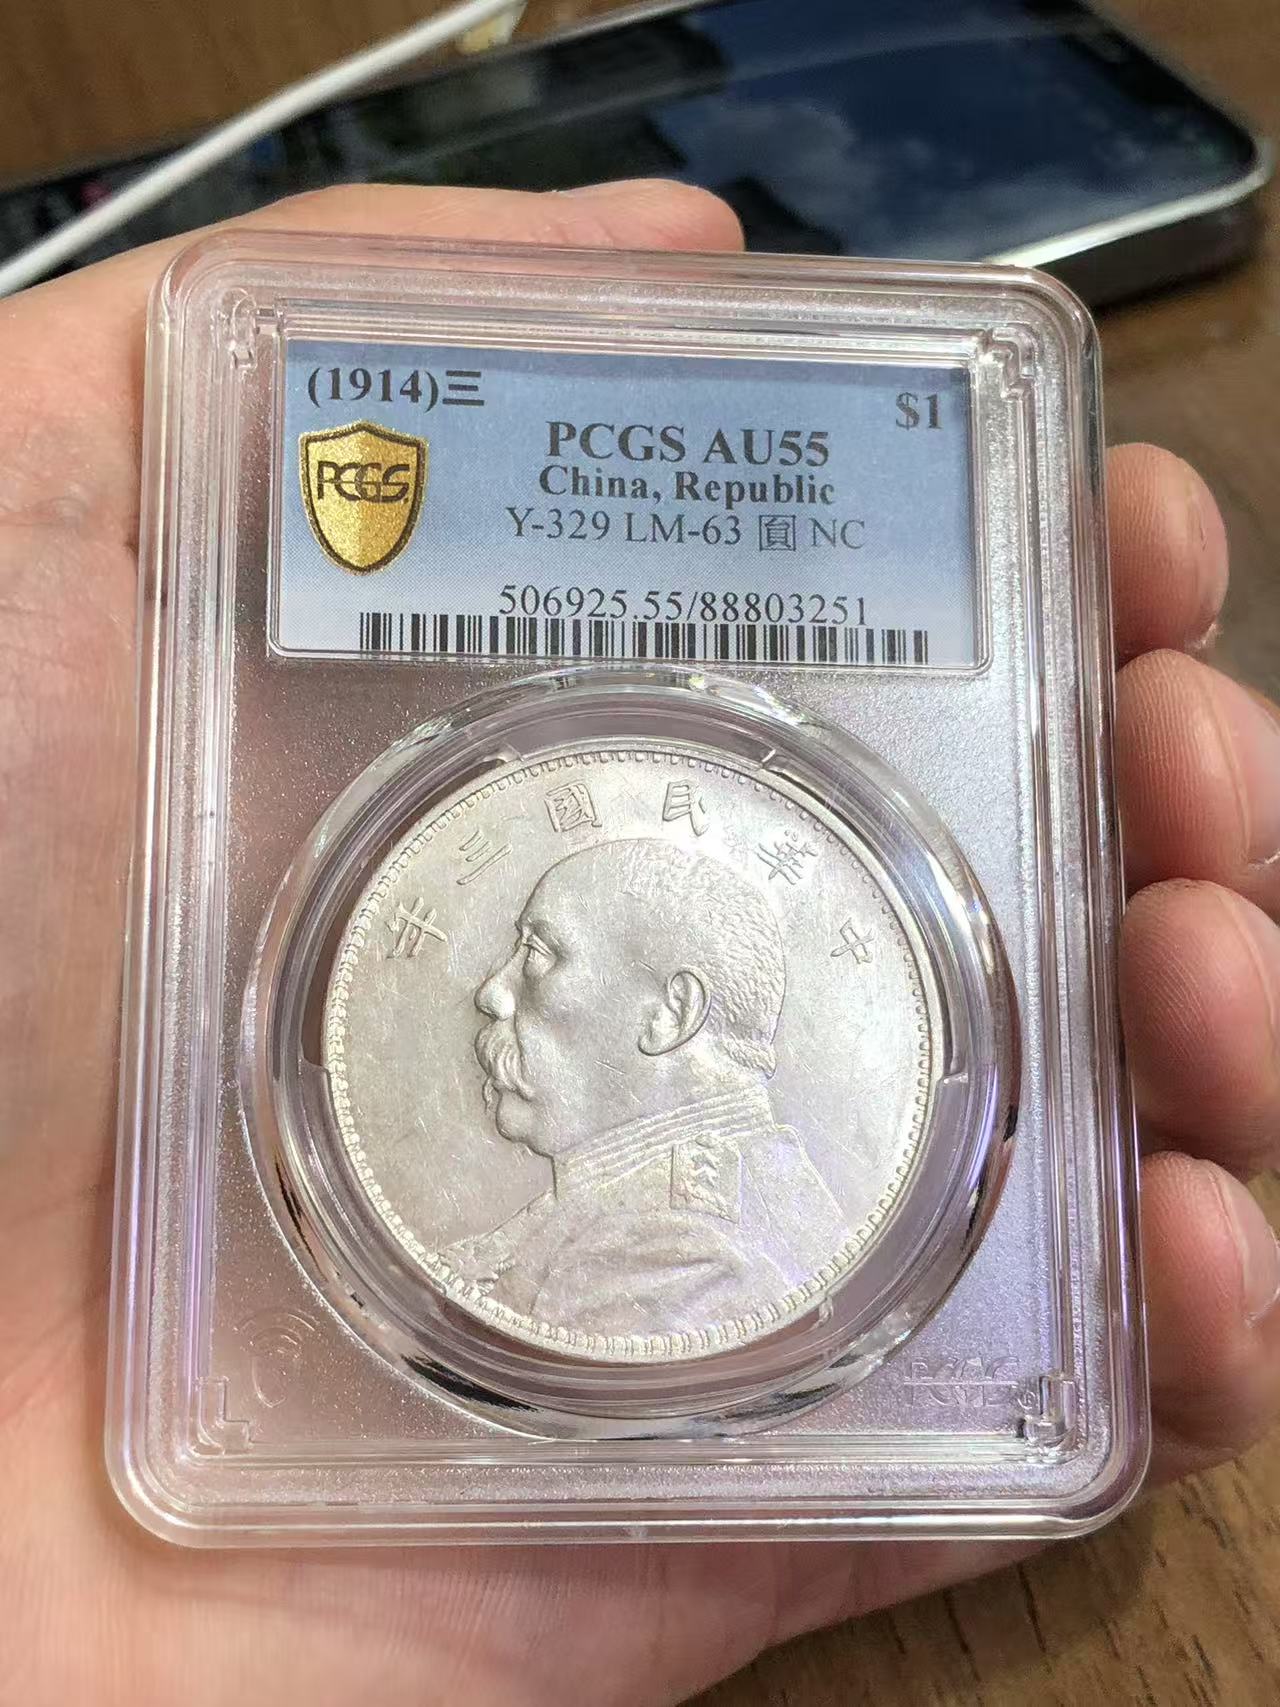 (1914)三
$1
PCGS
PCGS AU55
China, Republic
Y-329 LM-63 圓 NC
506925.55/88803251
年三國民華中
PCGS